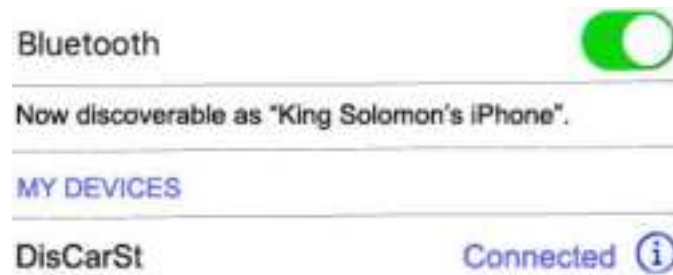 Bluetooth
Now discoverable as “King Solomon's iPhone”.
MY DEVICES
DisCarSt
Connected